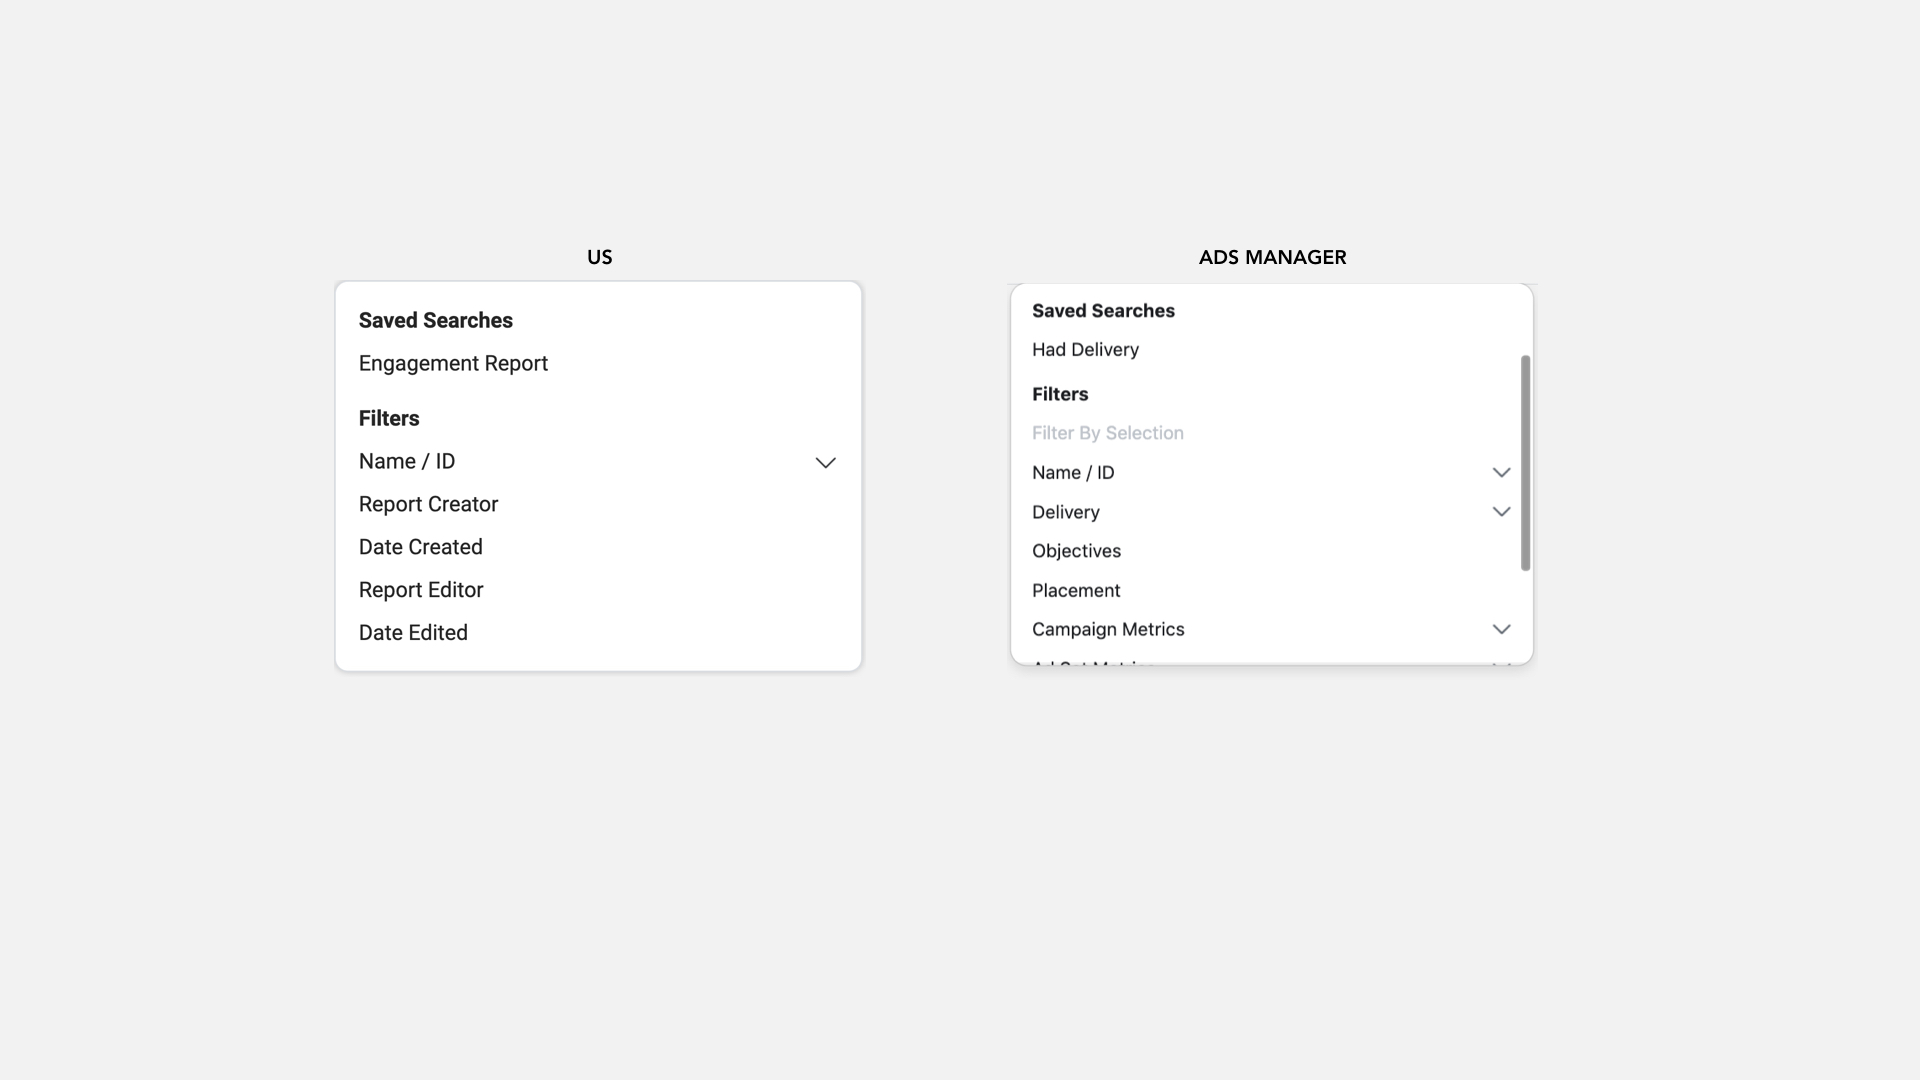 US
Saved Searches
Engagement Report
Filters
Name / ID
Report Creator
Date Created
Report Editor
Date Edited
ADS MANAGER
Saved Searches
Had Delivery
Filters
Filter By Selection
Name / ID
Delivery
Objectives
Placement
Campaign Metrics